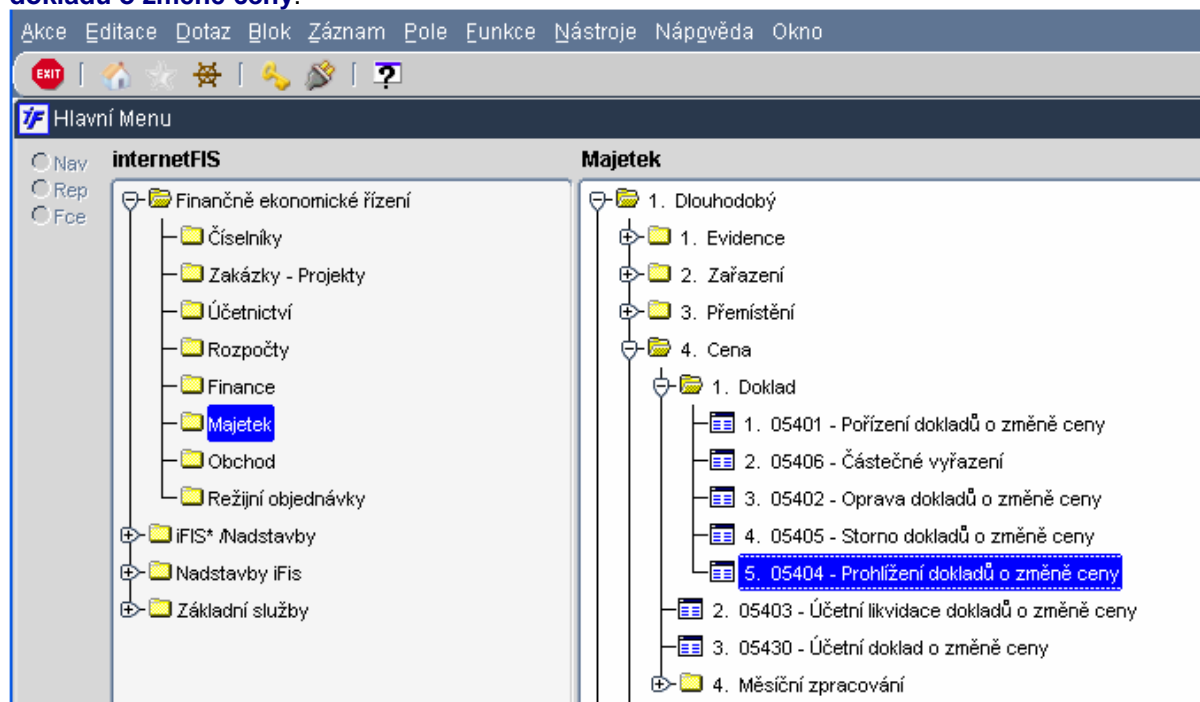 dokladů o změně ceny.
Akce Editace Dotaz Blok Záznam Pole Funkce Nástroje Nápověda Okno
EXIT
Hlavní Menu
Nav
Rep
Fce
internetFIS
Finančně ekonomické řízení
Číselníky
Zakázky - Projekty
Účetnictví
Rozpočty
Finance
Majetek
Obchod
Režijní objednávky
iFIS* /Nadstavby
Nadstavby iFis
Základní služby
Majetek
1. Dlouhodobý
1. Evidence
2. Zařazení
3. Přemístění
4. Cena
1. Doklad
1. 05401 - Pořízení dokladů o změně ceny
2. 05406 - Částečné vyřazení
3. 05402 - Oprava dokladů o změně ceny
4. 05405 - Storno dokladů o změně ceny
5. 05404 - Prohlížení dokladů o změně ceny
2. 05403 - Účetní likvidace dokladů o změně ceny
3. 05430 - Účetní doklad o změně ceny
4. Měsíční zpracování